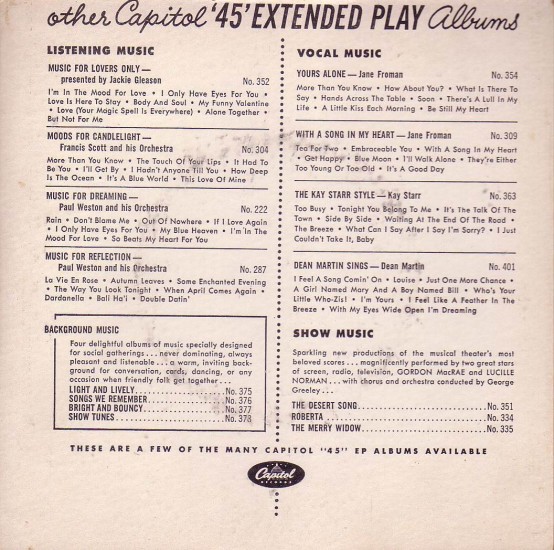 other Capitol '45' EXTENDED PLAY Albums
LISTENING MUSIC
MUSIC FOR LOVERS ONLY—
presented by Jackie Gleason No. 352
I'm In The Mood For Love • I Only Have Eyes For You •
Love Is Here To Stay • Body And Soul • My Funny Valentine
• Love (Your Magic Spell Is Everywhere) • Alone Together •
But Not For Me
MOODS FOR CANDLELIGHT—
Francis Scott and his Orchestra No. 304
More Than You Know • The Touch Of Your Lips • It Had To
Be You • I'll Get By • I Hadn't Anyone Till You • How Deep
Is The Ocean • It's A Blue World • This Love Of Mine
MUSIC FOR DREAMING—
Paul Weston and his Orchestra No. 222
Rain • Don't Blame Me • Out Of Nowhere • If I Love Again
• I Only Have Eyes For You • My Blue Heaven • I'm In The
Mood For Love • So Beats My Heart For You
MUSIC FOR REFLECTION—
Paul Weston and his Orchestra No. 287
La Vie En Rose • Autumn Leaves • Some Enchanted Evening
• The Way You Look Tonight • When April Comes Again •
Dardanella • Bali Ha'i • Double Datin'
BACKGROUND MUSIC
Four delightful albums of music specially designed
for social gatherings...never dominating, always
pleasant and listenable...a warm, inviting back-
ground for conversation, cards, dancing, or any
occasion when friendly folk get together...
LIGHT AND LIVELY. No. 375
SONGS WE REMEMBER No. 376
BRIGHT AND BOUNCY. No. 377
SHOW TUNES No. 378
VOCAL MUSIC
YOURS ALONE—Jane Froman No. 354
More Than You Know • How About You? • What Is There To
Say • Hands Across The Table • Soon • There's A Lull In My
Life • A Little Kiss Each Morning • Be Still My Heart
WITH A SONG IN MY HEART—Jane Froman No. 309
Tea For Two • Embraceable You • With A Song In My Heart
• Get Happy • Blue Moon • I'll Walk Alone • They're Either
Too Young Or Too Old • It's A Good Day
THE KAY STARR STYLE—Kay Starr No. 363
Too Busy • Tonight You Belong To Me • It's The Talk Of The
Town • Side By Side • Waiting At The End Of The Road •
The Breeze • What Can I Say After I Say I'm Sorry? • I Just
Couldn't Take It, Baby
DEAN MARTIN SINGS—Dean Martin No. 401
I Feel A Song Comin' On • Louise • Just One More Chance •
A Girl Named Mary And A Boy Named Bill • Who's Your
Little Who-Zis! • I'm Yours • I Feel Like A Feather In The
Breeze • With My Eyes Wide Open I'm Dreaming
SHOW MUSIC
Sparkling new productions of the musical theater's most
beloved scores...magnificently performed by two great stars
of screen, radio, television, GORDON MacRAE and LUCILLE
NORMAN...with chorus and orchestra conducted by George
Greeley...
THE DESERT SONG No. 351
ROBERTA No. 334
THE MERRY WIDOW No. 335
THESE ARE A FEW OF THE MANY CAPITOL "45" EP ALBUMS AVAILABLE
Capitol
RECORDS